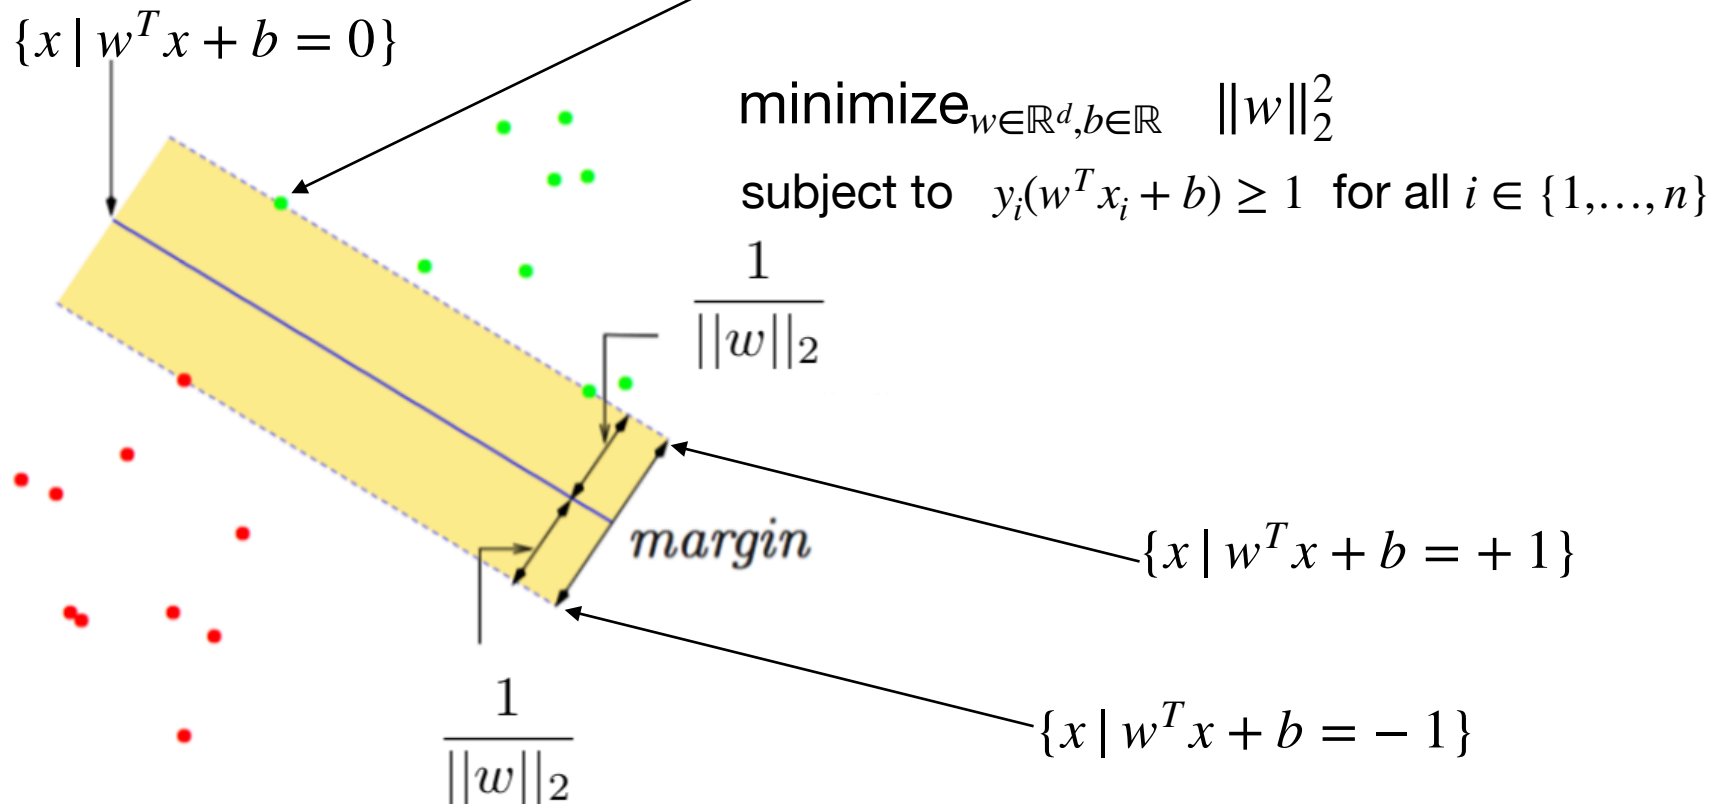 {x | w^T x + b = 0}
minimize_{w∈ℝ^d, b∈ℝ} ‖w‖_2^2
subject to y_i(w^T x_i + b) ≥ 1 for all i ∈ {1,…, n}
1
||w||_2
margin
{x | w^T x + b = + 1}
1
||w||_2
{x | w^T x + b = − 1}